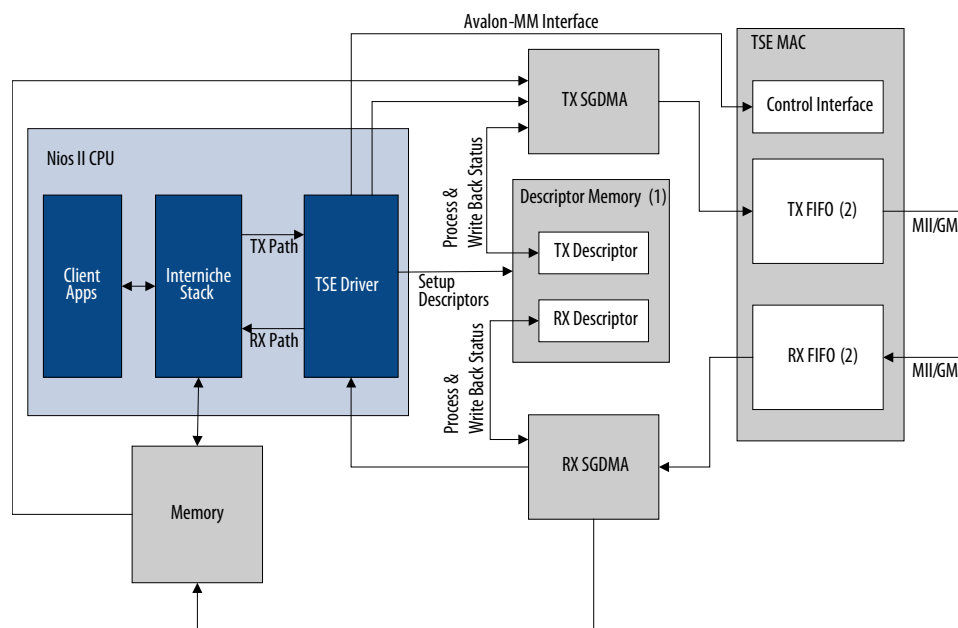 Avalon-MM Interface
TSE MAC
TX SGDMA
Control Interface
Nios II CPU
Process &
Write Back Status
Descriptor Memory (1)
TX FIFO (2)
MII/GM
Client
Apps
Interniche
Stack
TX Path
RX Path
TSE Driver
Setup
Descriptors
TX Descriptor
RX Descriptor
RX FIFO (2)
MII/GM
Process &
Write Back Status
RX SGDMA
Memory